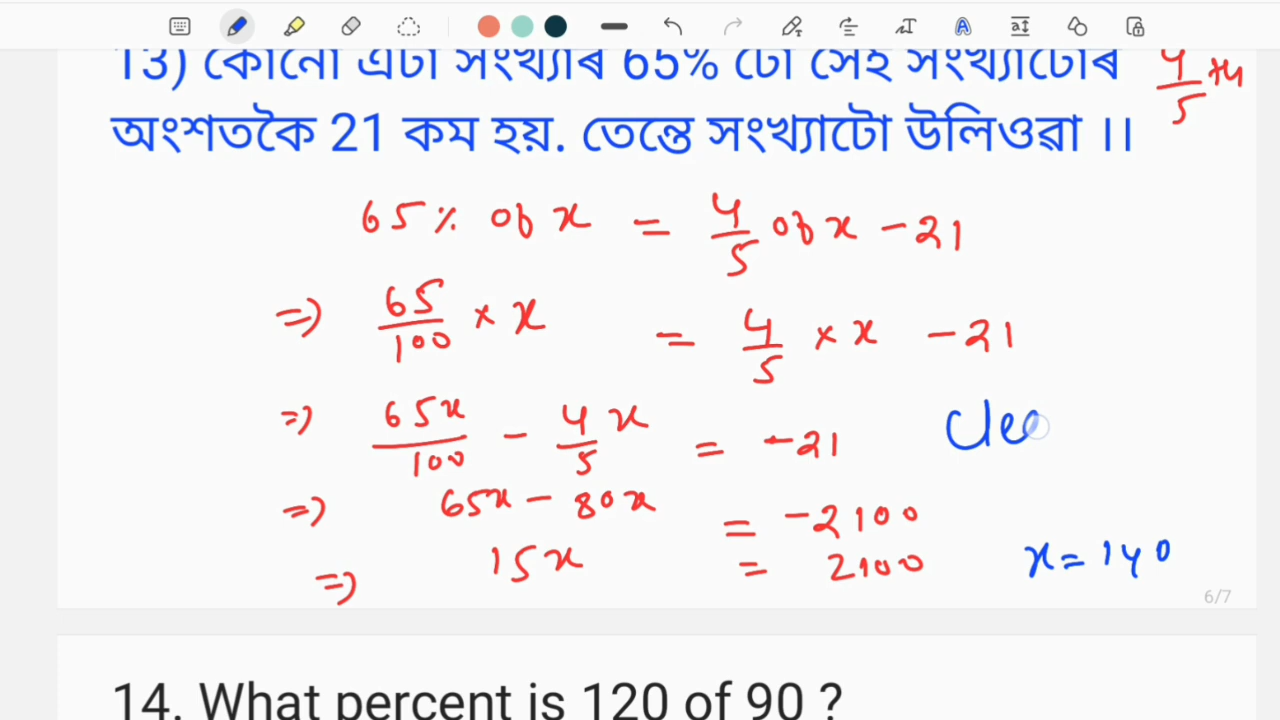 13) কোনো এটা সংখ্যাৰ 65% টো সেই সংখ্যাটোৰ 4/5
অংশতকৈ 21 কম হয়. তেন্তে সংখ্যাটো উলিওৱা ।।
65% of x = 4/5 of x - 21
=> 65/100 × x = 4/5 × x - 21
=> 65x/100 - 4/5 x = -21
Cle
=> 65x - 80x = -2100
=> 15x = 2100
x = 140
6/7
14. What percent is 120 of 90 ?